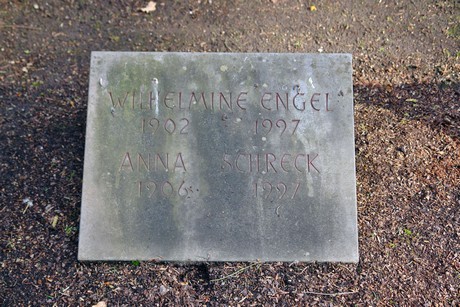 WILHELMINE ENGEL
1902 1997
ANNA SCHRECK
1906 1997